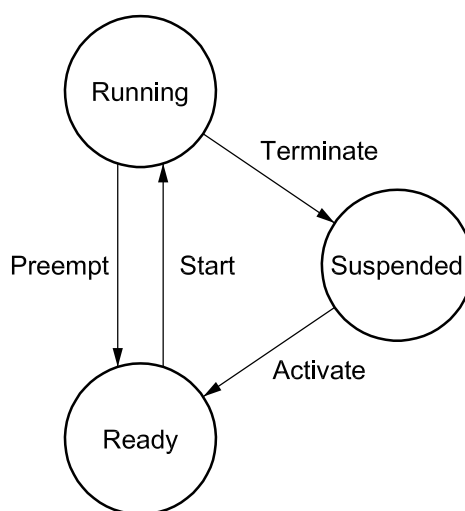 Running
Terminate
Preempt
Start
Suspended
Activate
Ready